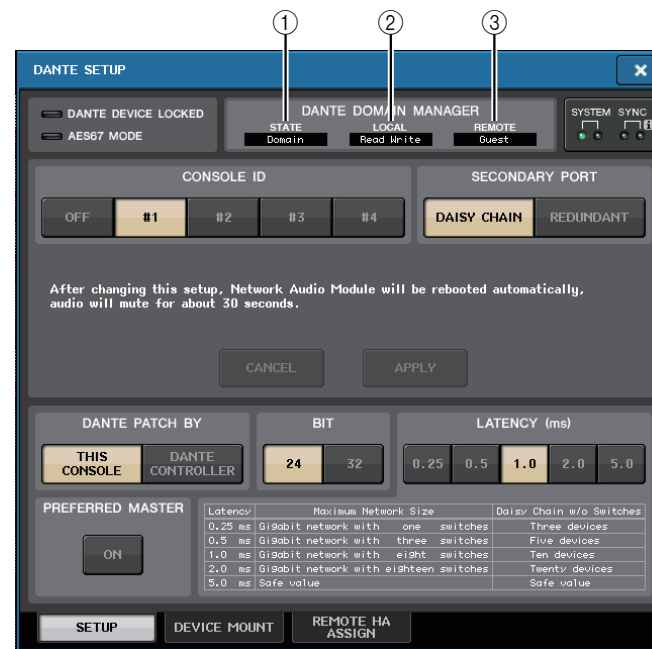 ① ② ③
DANTE SETUP ×
DANTE DEVICE LOCKED
AES67 MODE
DANTE DOMAIN MANAGER
STATE LOCAL REMOTE
Domain Read Write Guest
SYSTEM SYNC
CONSOLE ID
OFF #1 #2 #3 #4
SECONDARY PORT
DAISY CHAIN REDUNDANT
After changing this setup, Network Audio Module will be rebooted automatically,
audio will mute for about 30 seconds.
CANCEL APPLY
DANTE PATCH BY
THIS
CONSOLE
DANTE
CONTROLLER
BIT
24 32
LATENCY (ms)
0.25 0.5 1.0 2.0 5.0
PREFERRED MASTER
ON
Latency Maximum Network Size Daisy Chain w/o Switches
0.25 ms Gigabit network with one switches Three devices
0.5 ms Gigabit network with three switches Five devices
1.0 ms Gigabit network with eight switches Ten devices
2.0 ms Gigabit network with eighteen switches Twenty devices
5.0 ms Safe value Safe value
SETUP DEVICE MOUNT
REMOTE HA
ASSIGN